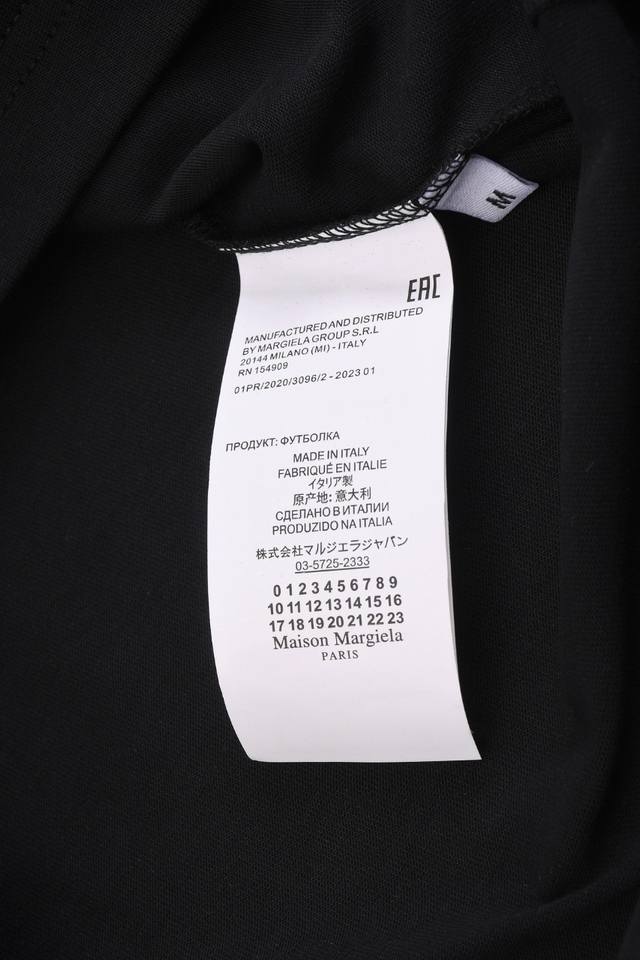 M
EAC
MANUFACTURED AND DISTRIBUTED
BY MARGIELA GROUP S.R.L
20144 MILANO (MI) - ITALY
RN 154909
01PR/2020/3096/2 - 2023 01
ПРОДУКТ: ФУТБОЛКА
MADE IN ITALY
FABRIQUÉ EN ITALIE
イタリア製
原产地: 意大利
СДЕЛАНО В ИТАЛИИ
PRODUZIDO NA ITALIA
株式会社マルジエラジャパン
03-5725-2333
0 1 2 3 4 5 6 7 8 9
10 11 12 13 14 15 16
17 18 19 20 21 22 23
Maison Margiela
PARIS